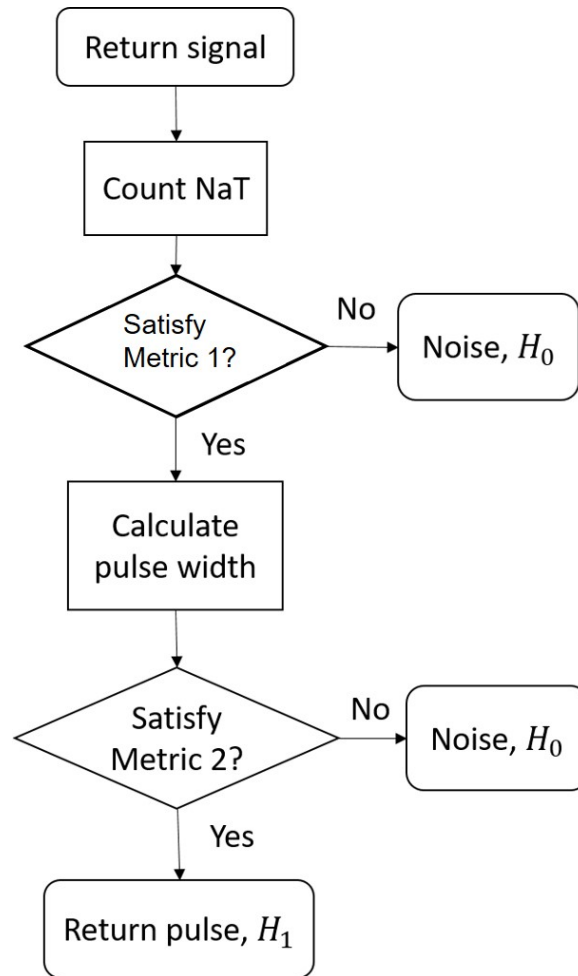 Return signal
Count NaT
Satisfy
Metric 1?
No
Noise, H₀
Yes
Calculate
pulse width
Satisfy
Metric 2?
No
Noise, H₀
Yes
Return pulse, H₁